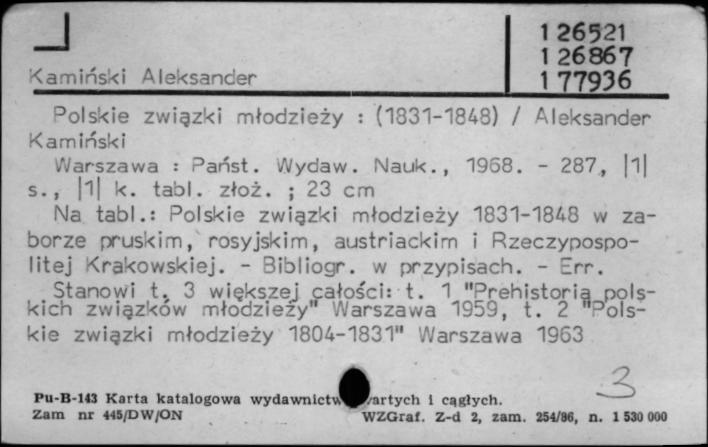 126521
126867
Kamiński Aleksander 177936
Polskie związki młodzieży : (1831-1848) / Aleksander
Kamiński
Warszawa : Państ. Wydaw. Nauk., 1968. - 287, |1|
s., |1| k. tabl. złoż. ; 23 cm
Na tabl.: Polskie związki młodzieży 1831-1848 w za-
borze pruskim, rosyjskim, austriackim i Rzeczypospo-
litej Krakowskiej. - Bibliogr. w przypisach. - Err.
Stanowi t. 3 większej całości: t. 1 "Prehistoria pols-
kich związków młodzieży" Warszawa 1959, t. 2 "Pols-
kie związki młodzieży 1804-1831" Warszawa 1963
3
Pu-B-143 Karta katalogowa wydawnictw artych i ciągłych.
Zam nr 445/DW/ON WZGraf. Z-d 2, zam. 254/86, n. 1 530 000